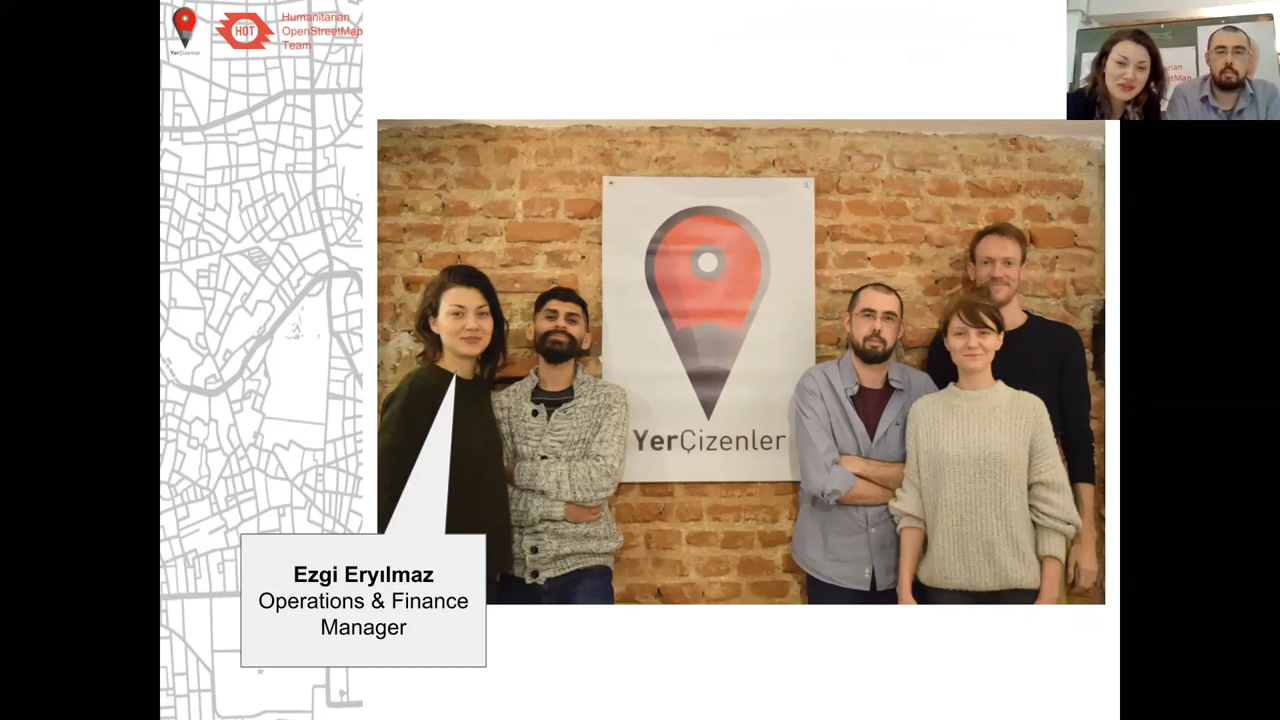 YerÇizenler
HOT
Humanitarian
OpenStreetMap
Team
YerÇizenler
Ezgi Eryılmaz
Operations & Finance
Manager